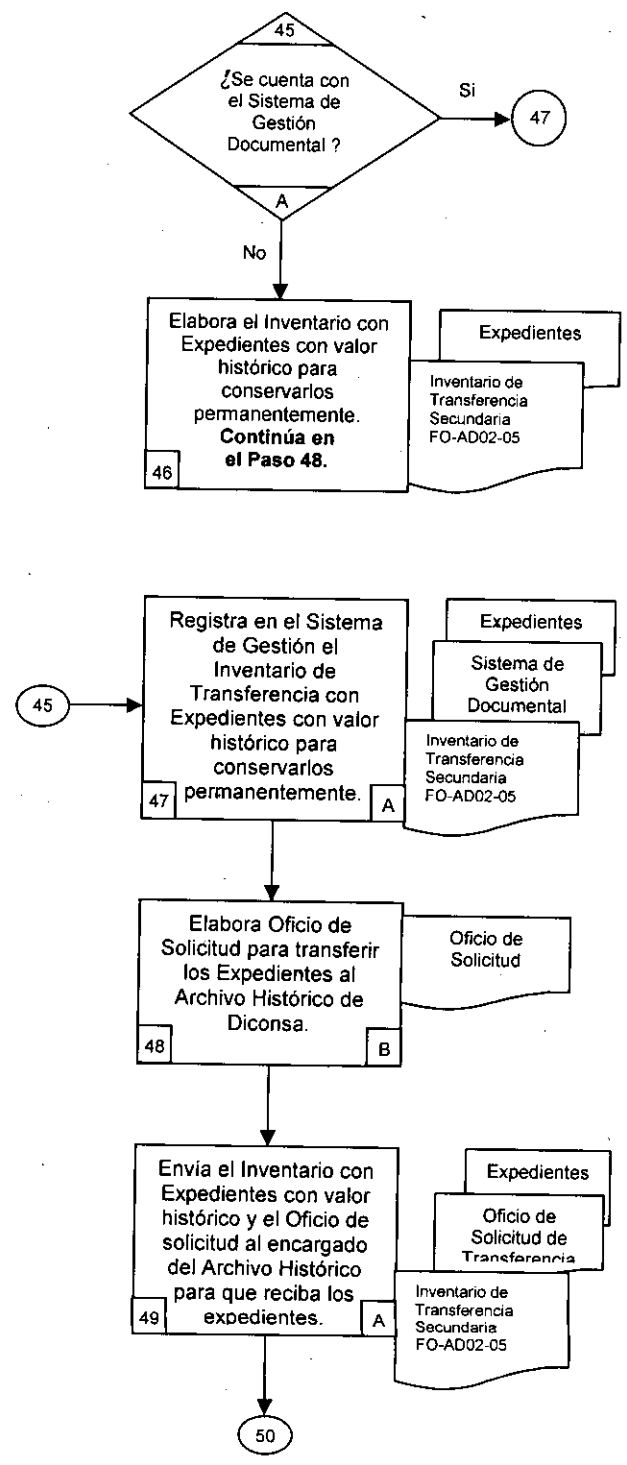 45
¿Se cuenta con
el Sistema de
Gestión
Documental ?
A
Si
47
No
Elabora el Inventario con
Expedientes con valor
histórico para
conservarlos
permanentemente.
Continúa en
el Paso 48.
46
Expedientes
Inventario de
Transferencia
Secundaria
FO-AD02-05
45
Registra en el Sistema
de Gestión el
Inventario de
Transferencia con
Expedientes con valor
histórico para
conservarlos
permanentemente.
47
A
Expedientes
Sistema de
Gestión
Documental
Inventario de
Transferencia
Secundaria
FO-AD02-05
Elabora Oficio de
Solicitud para transferir
los Expedientes al
Archivo Histórico de
Diconsa.
48
B
Oficio de
Solicitud
Envía el Inventario con
Expedientes con valor
histórico y el Oficio de
solicitud al encargado
del Archivo Histórico
para que reciba los
expedientes.
49
A
Expedientes
Oficio de
Solicitud de
Transferencia
Inventario de
Transferencia
Secundaria
FO-AD02-05
50